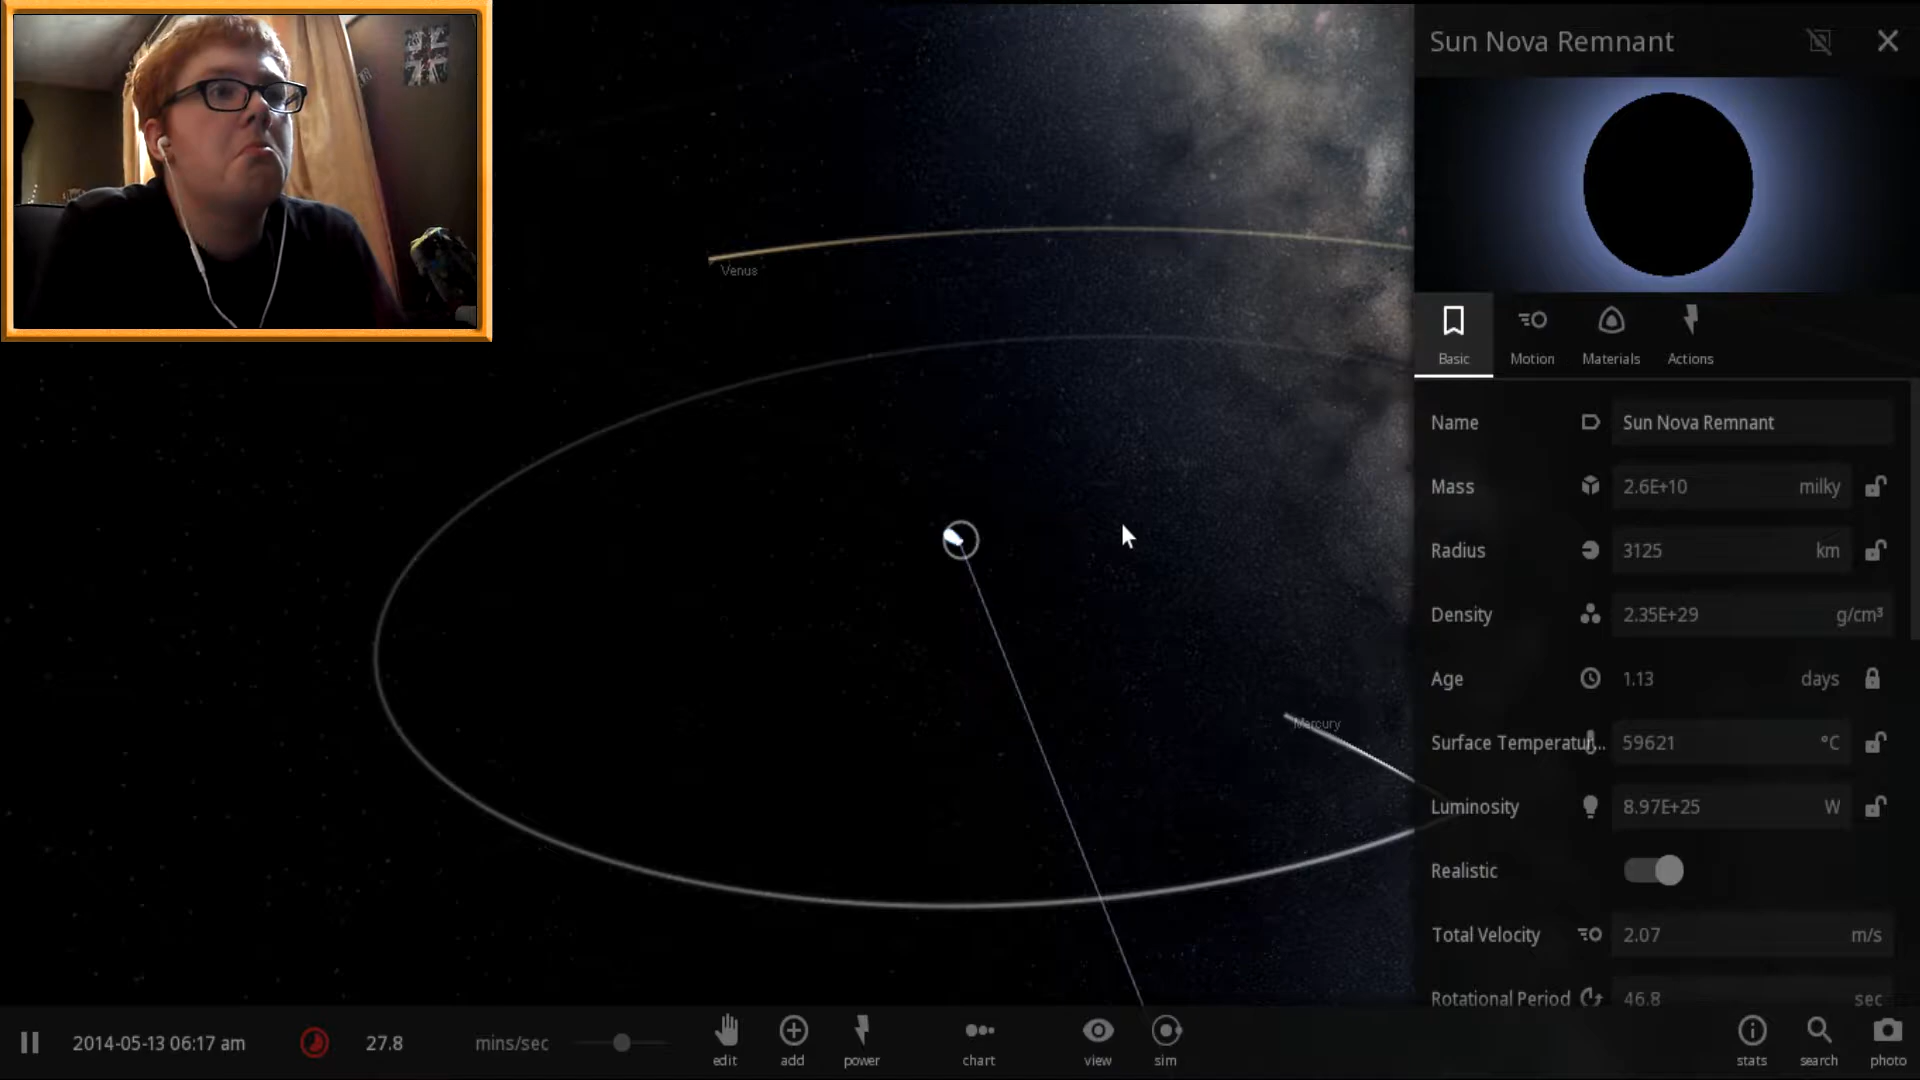 Sun Nova Remnant
Venus
Mercury
Basic
Motion
Materials
Actions
Name
Sun Nova Remnant
Mass
2.6E+10 milky
Radius
3125 km
Density
2.35E+29 g/cm³
Age
1.13 days
Surface Temperatur...
59621 °C
Luminosity
8.97E+25 W
Realistic
Total Velocity
2.07 m/s
Rotational Period
46.8 sec
2014-05-13 06:17 am
27.8 mins/sec
edit
add
power
chart
view
sim
stats
search
photo